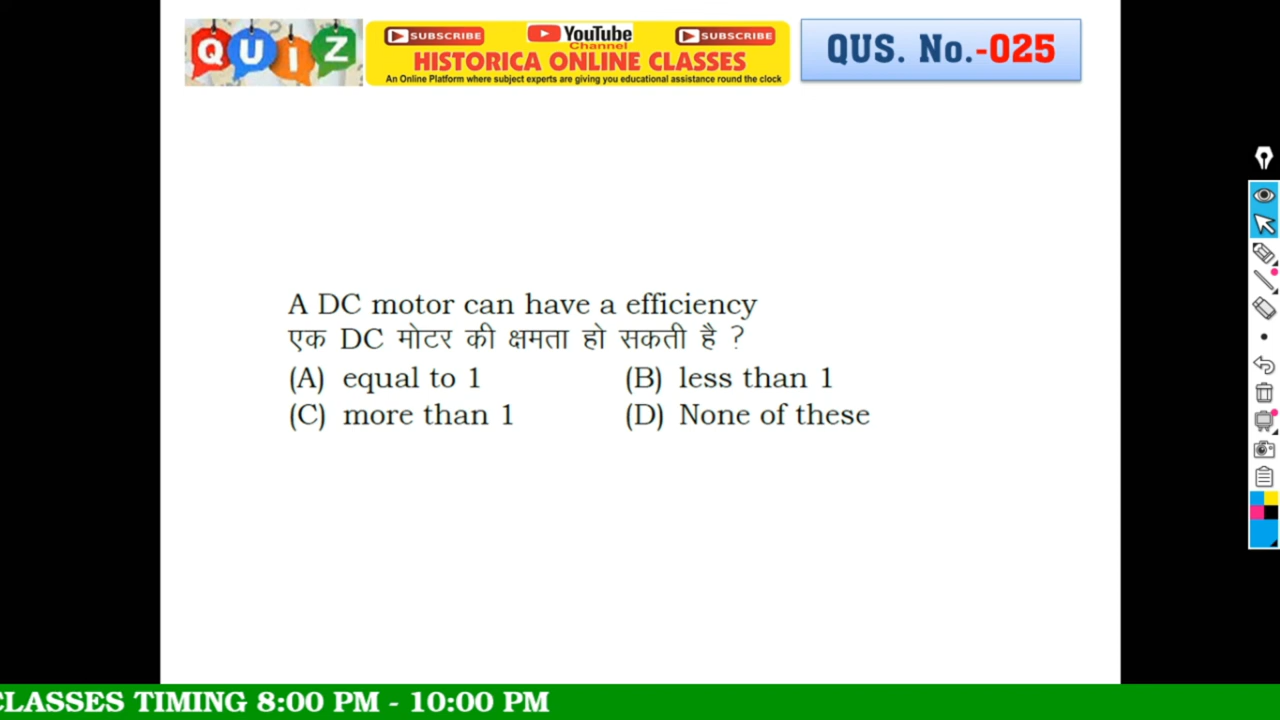 QUIZ
SUBSCRIBE YouTube SUBSCRIBE
Channel
HISTORICA ONLINE CLASSES
An Online Platform where subject experts are giving you educational assistance round the clock
QUS. No.-025
A DC motor can have a efficiency
एक DC मोटर की क्षमता हो सकती है ?
(A) equal to 1 (B) less than 1
(C) more than 1 (D) None of these
CLASSES TIMING 8:00 PM - 10:00 PM